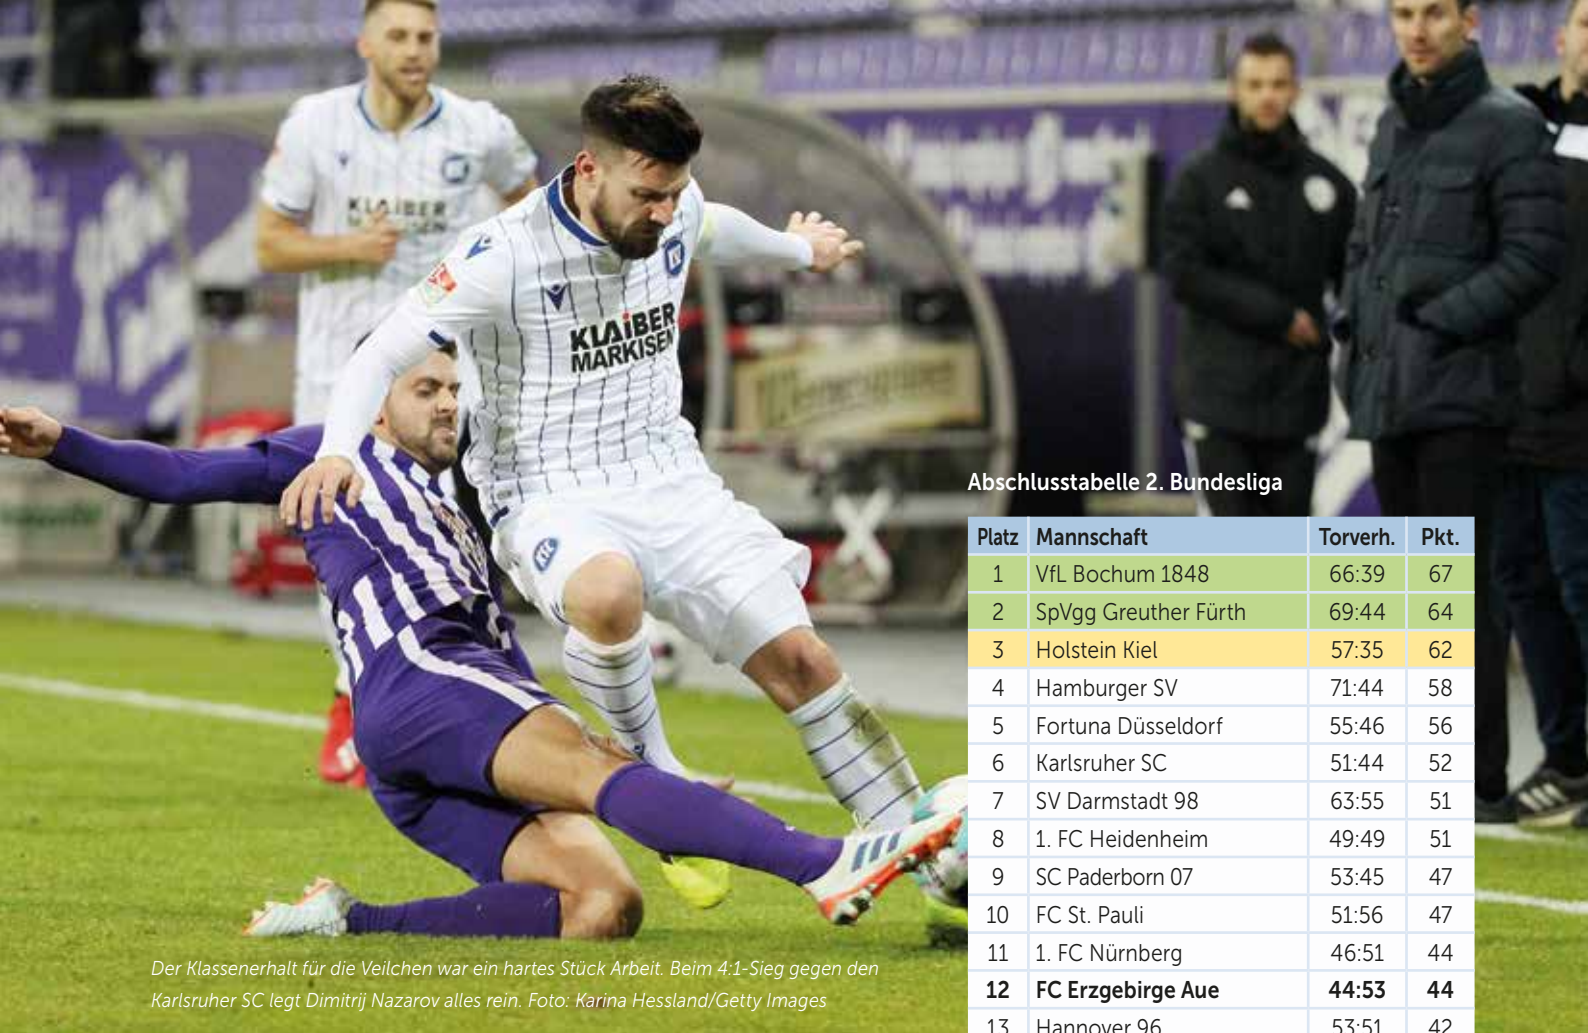 KLAIBER
MARKISEN
KLAIBER
MARKISEN
Abschlusstabelle 2. Bundesliga
Platz Mannschaft Torverh. Pkt.
1 VfL Bochum 1848 66:39 67
2 SpVgg Greuther Fürth 69:44 64
3 Holstein Kiel 57:35 62
4 Hamburger SV 71:44 58
5 Fortuna Düsseldorf 55:46 56
6 Karlsruher SC 51:44 52
7 SV Darmstadt 98 63:55 51
8 1. FC Heidenheim 49:49 51
9 SC Paderborn 07 53:45 47
10 FC St. Pauli 51:56 47
11 1. FC Nürnberg 46:51 44
12 FC Erzgebirge Aue 44:53 44
13 Hannover 96 53:51 42
Der Klassenerhalt für die Veilchen war ein hartes Stück Arbeit. Beim 4:1-Sieg gegen den
Karlsruher SC legt Dimitrij Nazarov alles rein. Foto: Karina Hessland/Getty Images